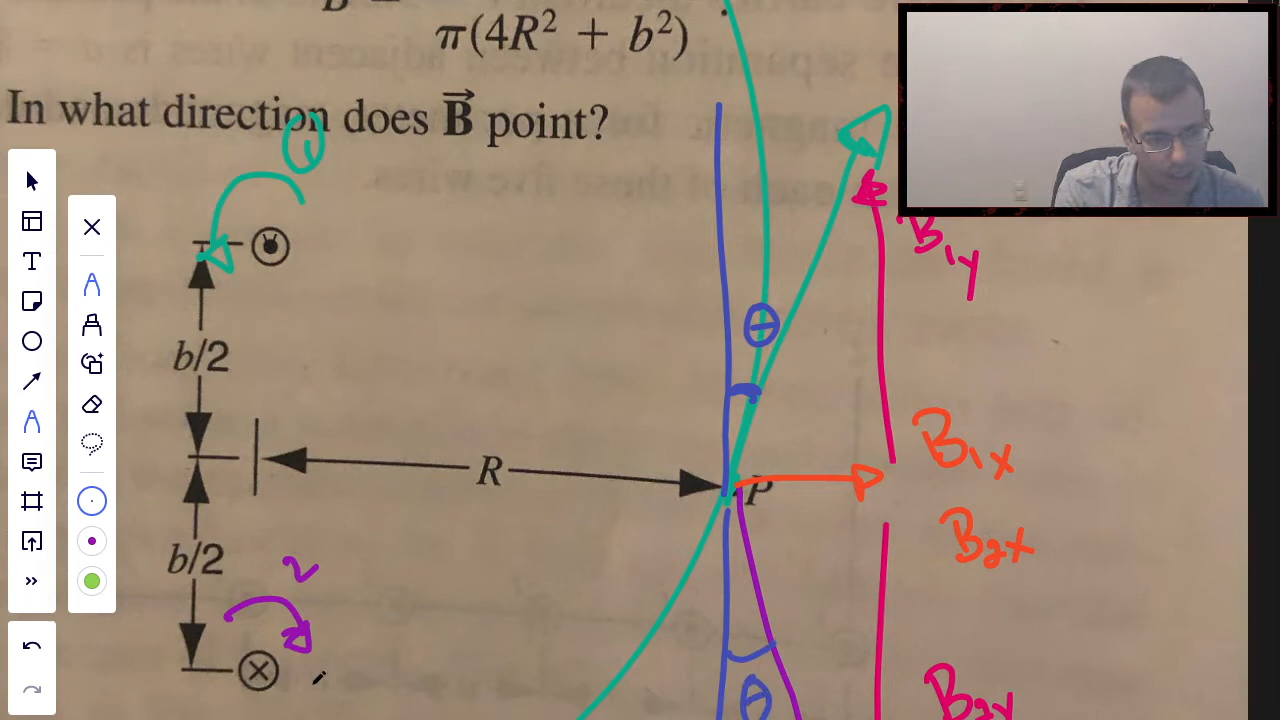 π(4R² + b²)
In what direction does B⃗ point?
1
b/2
θ
B₁y
R
P
B₁x
B₂x
b/2
2
θ
B₂y